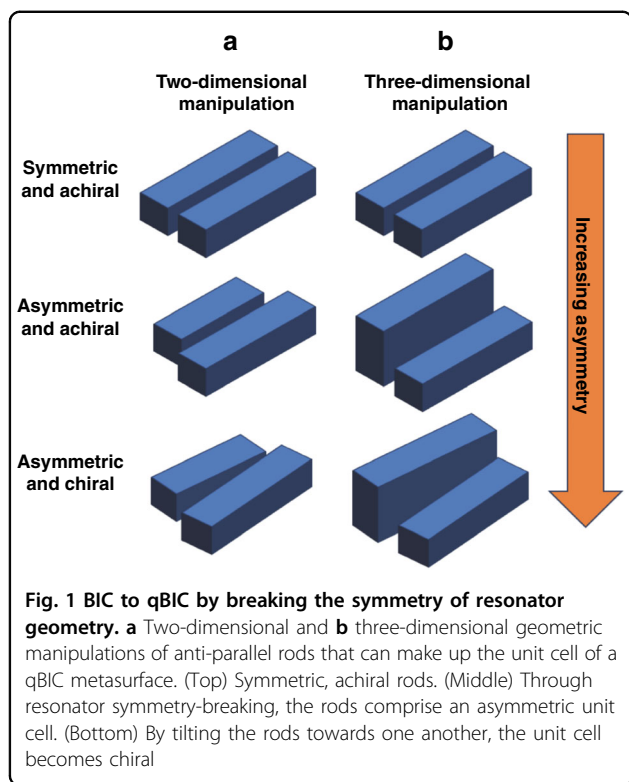 a
b
Two-dimensional
manipulation
Three-dimensional
manipulation
Symmetric
and achiral
Asymmetric
and achiral
Asymmetric
and chiral
Increasing asymmetry
Fig. 1 BIC to qBIC by breaking the symmetry of resonator
geometry. a Two-dimensional and b three-dimensional geometric
manipulations of anti-parallel rods that can make up the unit cell of a
qBIC metasurface. (Top) Symmetric, achiral rods. (Middle) Through
resonator symmetry-breaking, the rods comprise an asymmetric unit
cell. (Bottom) By tilting the rods towards one another, the unit cell
becomes chiral